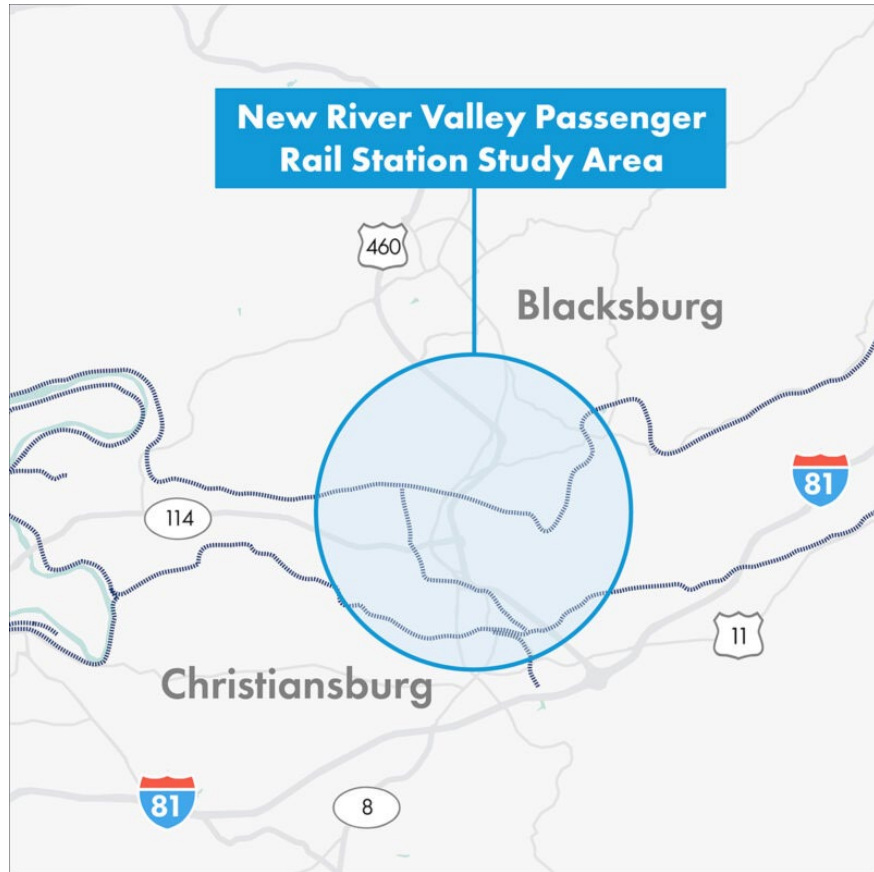 New River Valley Passenger
Rail Station Study Area
460
Blacksburg
81
114
11
Christiansburg
81
8